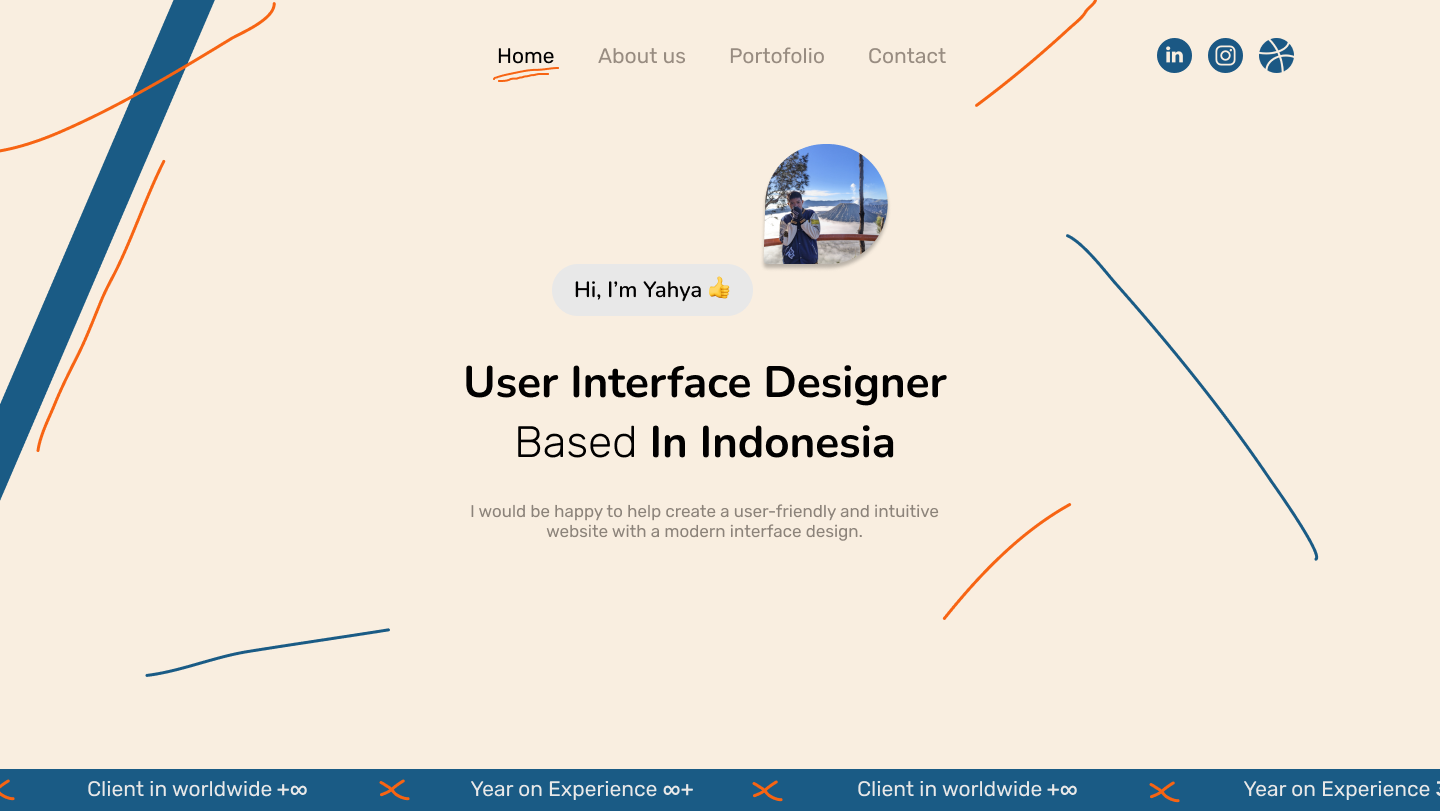 Home About us Portofolio Contact
in
Hi, I'm Yahya 👍
User Interface Designer
Based In Indonesia
I would be happy to help create a user-friendly and intuitive
website with a modern interface design.
Client in worldwide +∞ Year on Experience ∞+ Client in worldwide +∞ Year on Experience